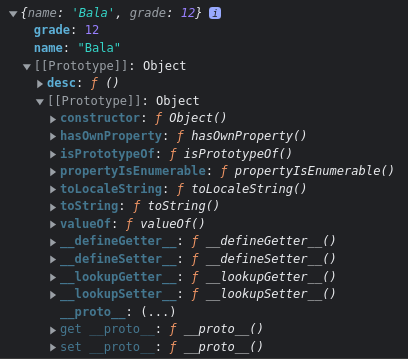 {name: 'Bala', grade: 12} i
grade: 12
name: "Bala"
[[Prototype]]: Object
desc: ƒ ()
[[Prototype]]: Object
constructor: ƒ Object()
hasOwnProperty: ƒ hasOwnProperty()
isPrototypeOf: ƒ isPrototypeOf()
propertyIsEnumerable: ƒ propertyIsEnumerable()
toLocaleString: ƒ toLocaleString()
toString: ƒ toString()
valueOf: ƒ valueOf()
__defineGetter__: ƒ __defineGetter__()
__defineSetter__: ƒ __defineSetter__()
__lookupGetter__: ƒ __lookupGetter__()
__lookupSetter__: ƒ __lookupSetter__()
__proto__: (...)
get __proto__: ƒ __proto__()
set __proto__: ƒ __proto__()